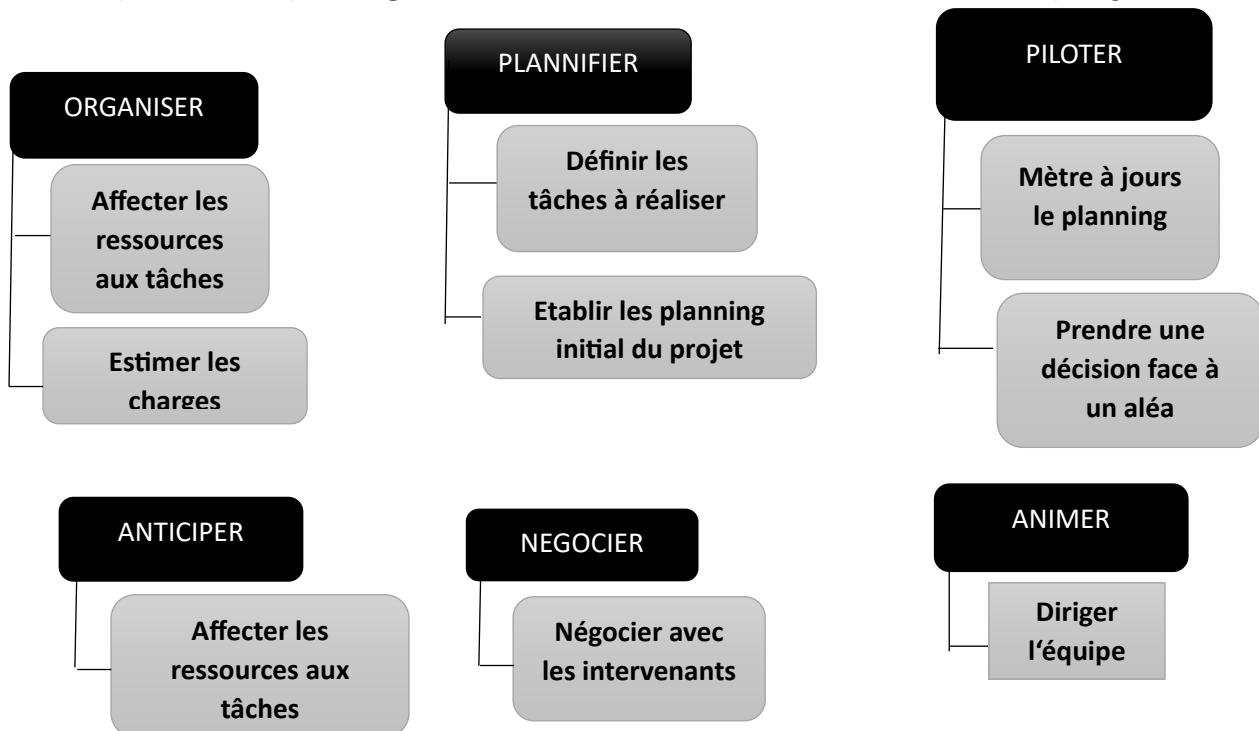 ORGANISER
Affecter les
ressources
aux tâches
Estimer les
charges
PLANNIFIER
Définir les
tâches à réaliser
Etablir les planning
initial du projet
PILOTER
Mètre à jours
le planning
Prendre une
décision face à
un aléa
ANTICIPER
Affecter les
ressources aux
tâches
NEGOCIER
Négocier avec
les intervenants
ANIMER
Diriger
l‘équipe